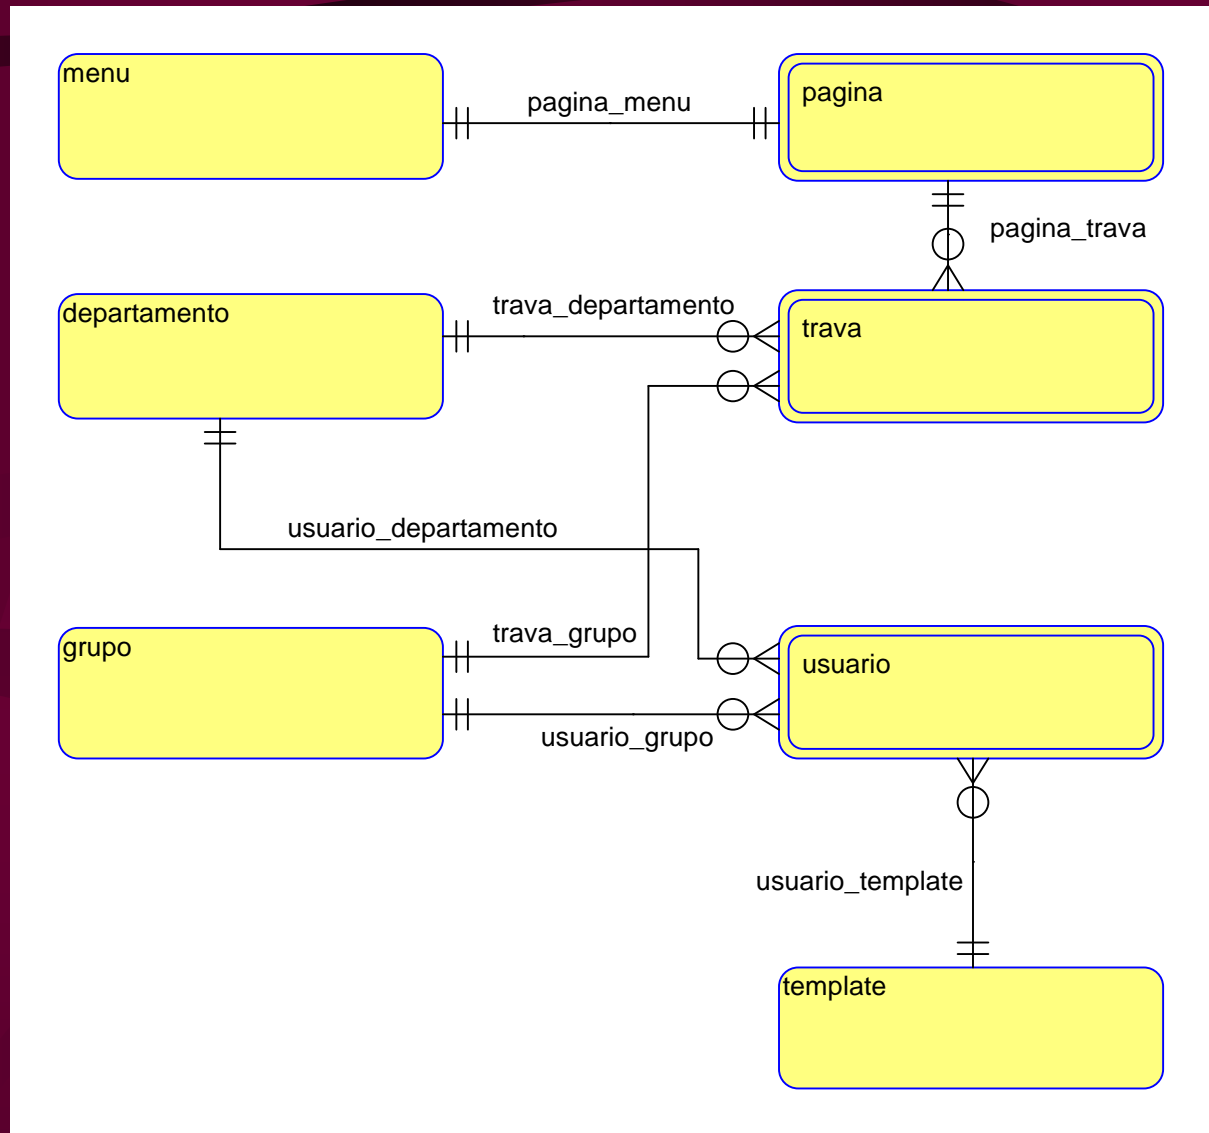 menu
pagina_menu
pagina
pagina_trava
departamento
trava_departamento
trava
usuario_departamento
grupo
trava_grupo
usuario
usuario_grupo
usuario_template
template